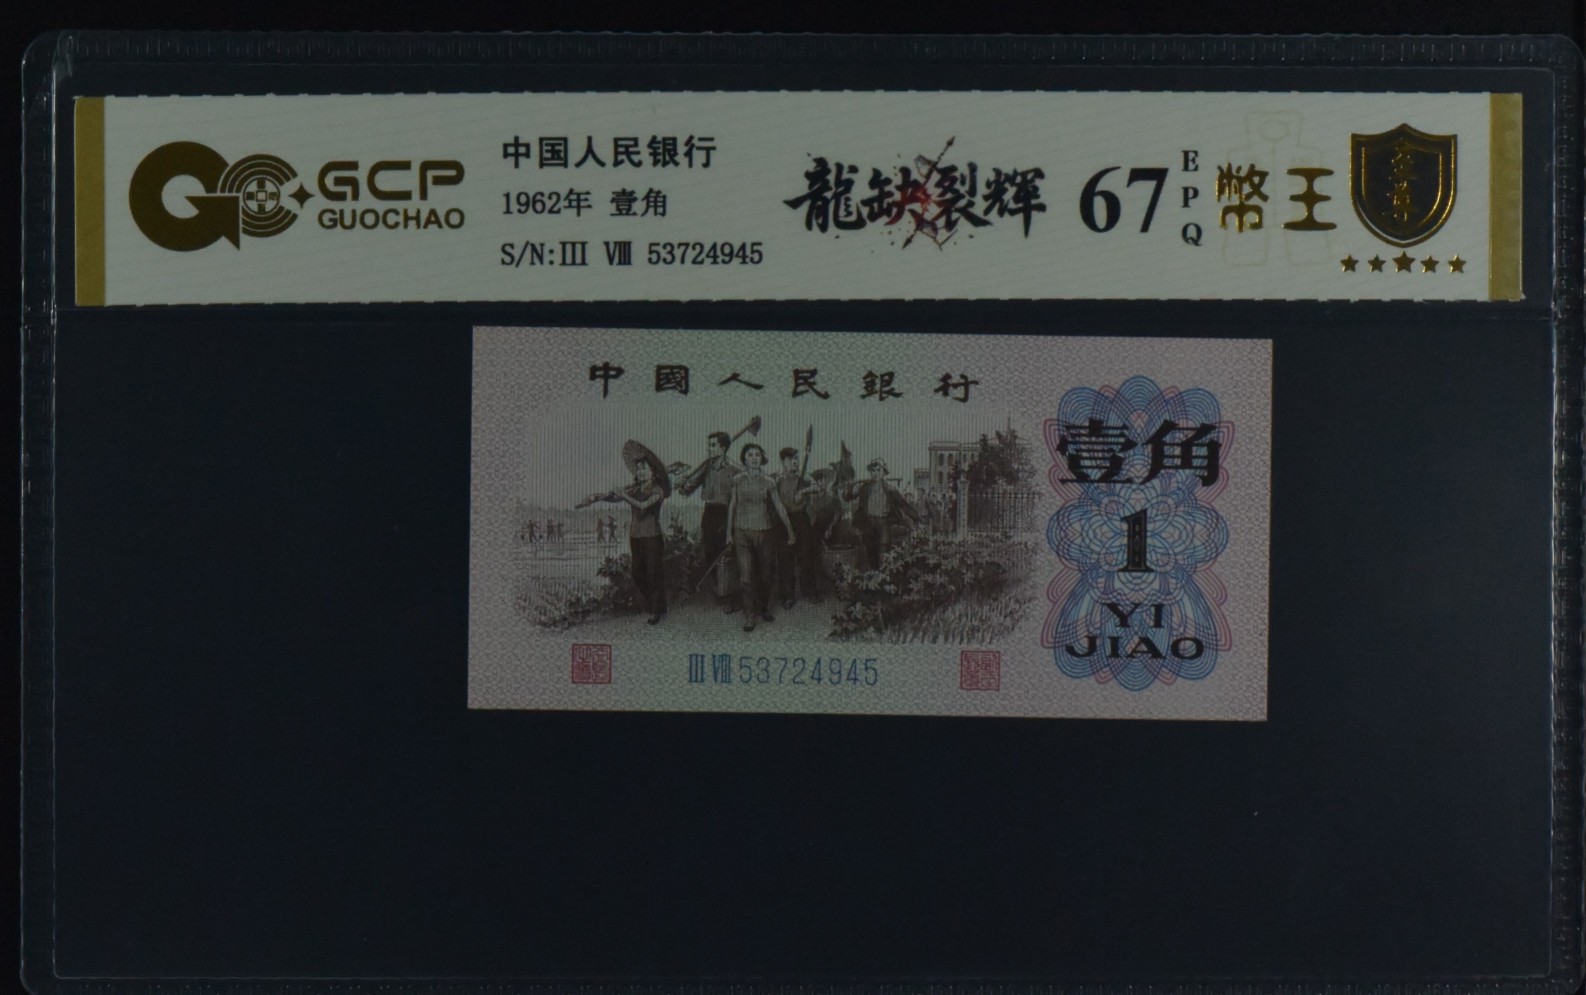 GCP
GUOCHAO
中国人民银行
1962年 壹角
S/N:III VIII 53724945
龍缺裂辉
67
EPQ
幣王
中國人民銀行
壹角
1
YI
JIAO
III VIII 53724945